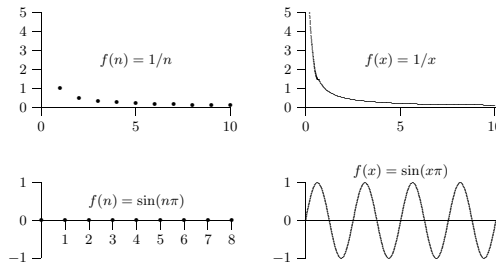 5
4
3
2
1
0
f(n) = 1/n
0 5 10
5
4
3
2
1
0
f(x) = 1/x
0 5 10
1
0
−1
f(n) = sin(nπ)
1 2 3 4 5 6 7 8
f(x) = sin(xπ)
1
0
−1